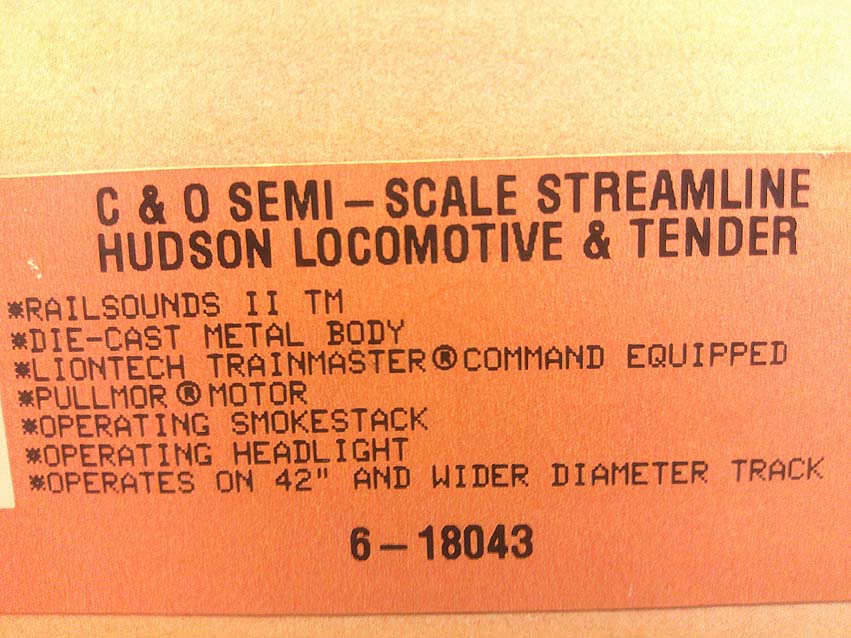 C & O SEMI – SCALE STREAMLINE
HUDSON LOCOMOTIVE & TENDER
*RAILSOUNDS II TM
*DIE-CAST METAL BODY
*LIONTECH TRAINMASTER®COMMAND EQUIPPED
*PULLMOR®MOTOR
*OPERATING SMOKESTACK
*OPERATING HEADLIGHT
*OPERATES ON 42" AND WIDER DIAMETER TRACK
6 – 18043